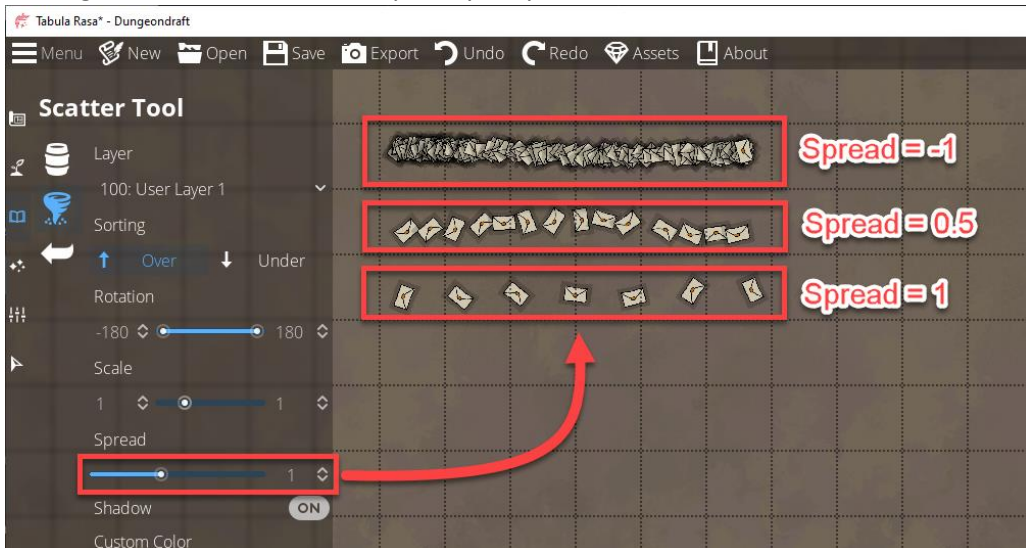 Tabula Rasa* - Dungeondraft
Menu New Open Save Export Undo Redo Assets About
Scatter Tool
Layer
100: User Layer 1
Sorting
Over Under
Rotation
-180 180
Scale
1 1
Spread
1
Shadow ON
Custom Color
Spread = -1
Spread = 0.5
Spread = 1